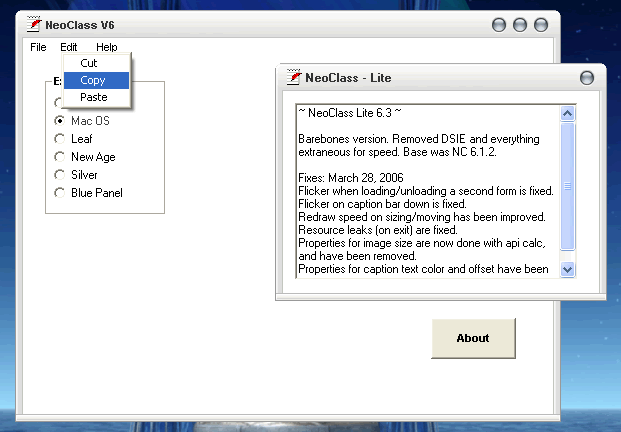 NeoClass V6
File Edit Help
Cut
Copy
Paste
Mac OS
Leaf
New Age
Silver
Blue Panel
NeoClass - Lite
~ NeoClass Lite 6.3 ~
Barebones version. Removed DSIE and everything
extraneous for speed. Base was NC 6.1.2.
Fixes: March 28, 2006
Flicker when loading/unloading a second form is fixed.
Flicker on caption bar down is fixed.
Redraw speed on sizing/moving has been improved.
Resource leaks (on exit) are fixed.
Properties for image size are now done with api calc,
and have been removed.
Properties for caption text color and offset have been
About